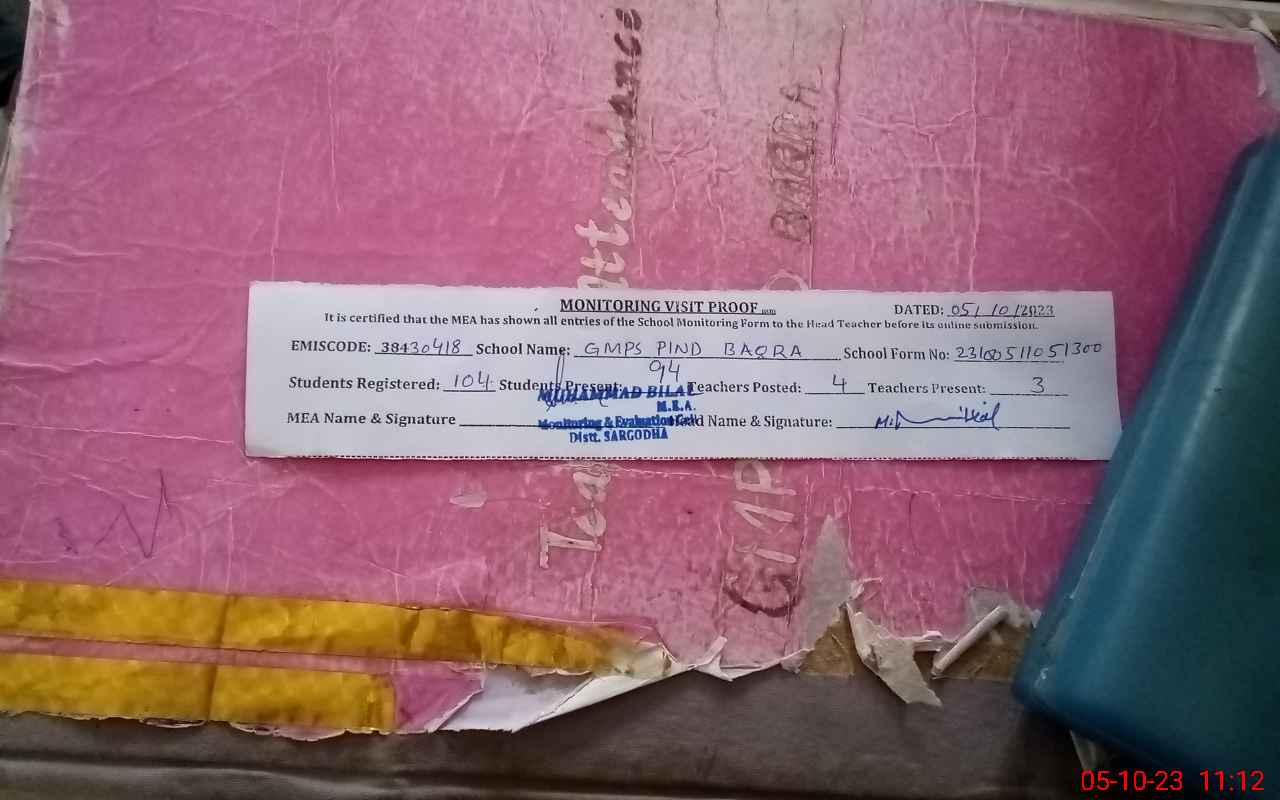 MONITORING VISIT PROOF
DATED: 05/10/2023
It is certified that the MEA has shown all entries of the School Monitoring Form to the Head Teacher before its online submission.
EMISCODE: 38430418 School Name: GMPS PIND BAQRA School Form No: 23100511051300
Students Registered: 104 Students Present: 94 Teachers Posted: 4 Teachers Present: 3
MUHAMMAD BILAL
M.E.A.
Monitoring & Evaluation Cell
Distt. SARGODHA
MEA Name & Signature Head Name & Signature:
Attendance
BAQRA
05-10-23 11:12